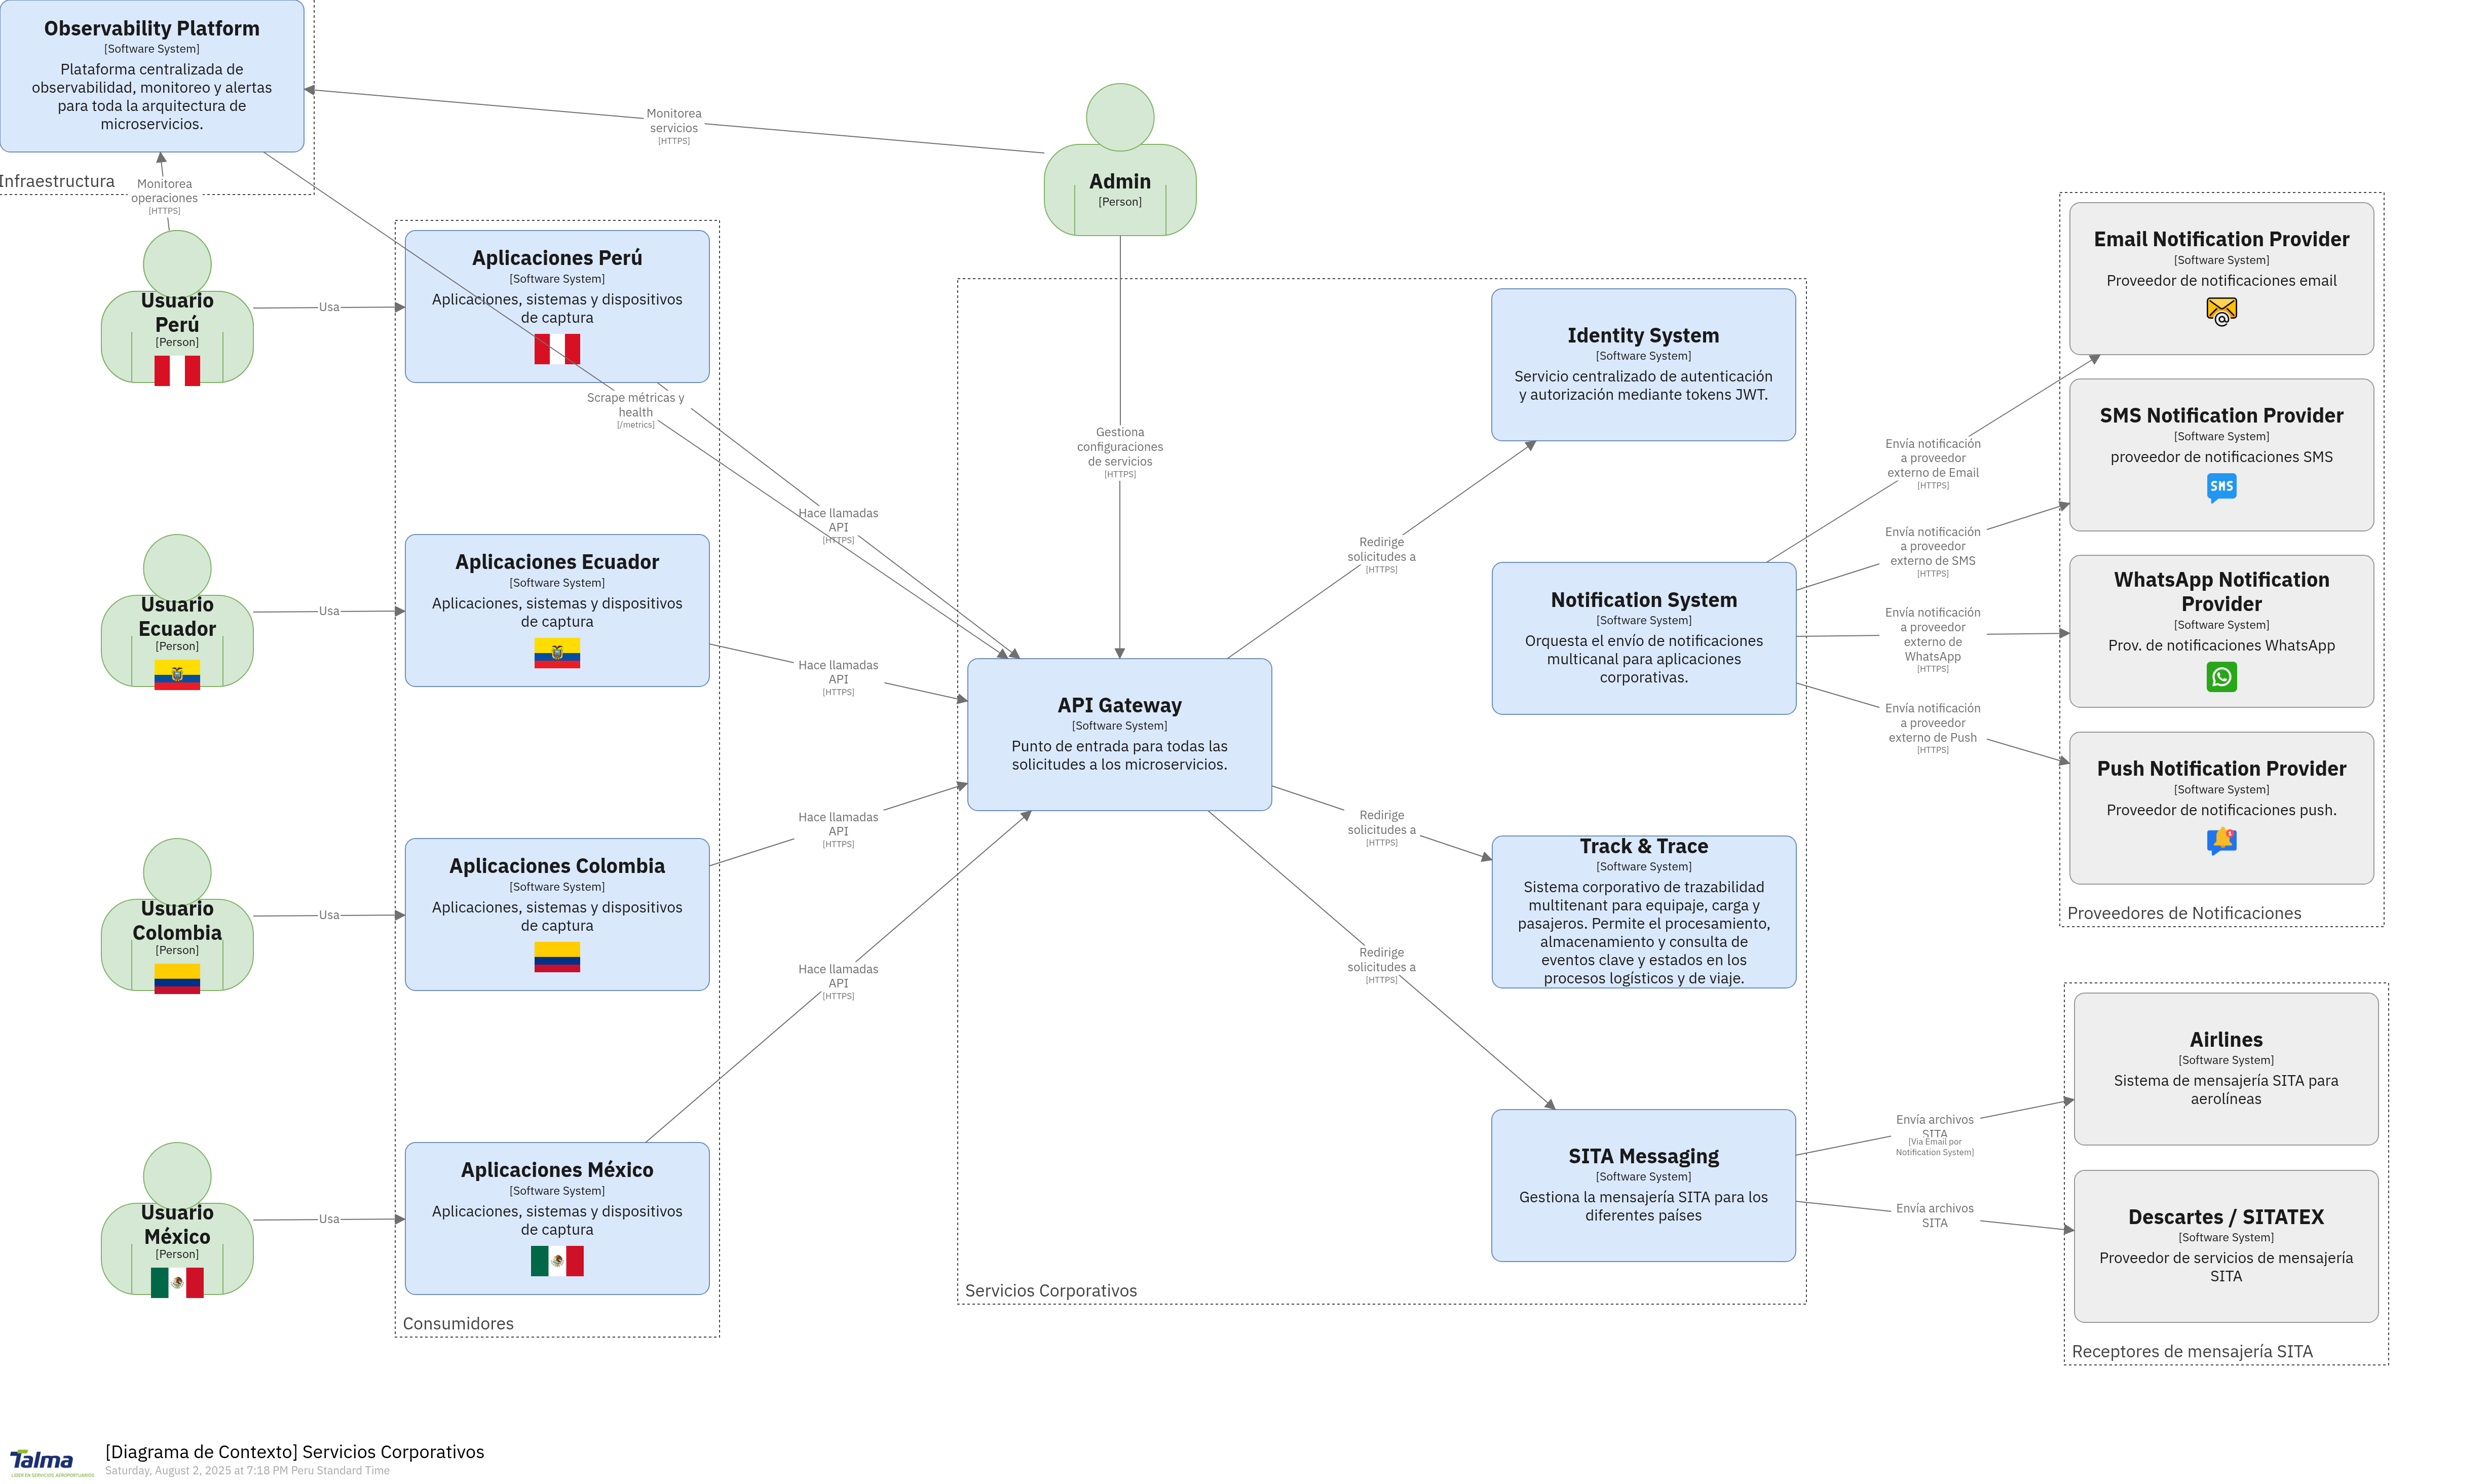 Observability Platform
[Software System]
Plataforma centralizada de
observabilidad, monitoreo y alertas
para toda la arquitectura de
microservicios.
Infraestructura
Monitorea
operaciones
[HTTPS]
Monitorea
servicios
[HTTPS]
Admin
[Person]
Usuario
Perú
[Person]
Usa
Aplicaciones Perú
[Software System]
Aplicaciones, sistemas y dispositivos
de captura
Scrape métricas y
health
[/metrics]
Hace llamadas
API
[HTTPS]
Gestiona
configuraciones
de servicios
[HTTPS]
Usuario
Ecuador
[Person]
Usa
Aplicaciones Ecuador
[Software System]
Aplicaciones, sistemas y dispositivos
de captura
Hace llamadas
API
[HTTPS]
Usuario
Colombia
[Person]
Usa
Aplicaciones Colombia
[Software System]
Aplicaciones, sistemas y dispositivos
de captura
Hace llamadas
API
[HTTPS]
Usuario
México
[Person]
Usa
Aplicaciones México
[Software System]
Aplicaciones, sistemas y dispositivos
de captura
Hace llamadas
API
[HTTPS]
Consumidores
API Gateway
[Software System]
Punto de entrada para todas las
solicitudes a los microservicios.
Redirige
solicitudes a
[HTTPS]
Redirige
solicitudes a
[HTTPS]
Redirige
solicitudes a
[HTTPS]
Identity System
[Software System]
Servicio centralizado de autenticación
y autorización mediante tokens JWT.
Notification System
[Software System]
Orquesta el envío de notificaciones
multicanal para aplicaciones
corporativas.
Track & Trace
[Software System]
Sistema corporativo de trazabilidad
multitenant para equipaje, carga y
pasajeros. Permite el procesamiento,
almacenamiento y consulta de
eventos clave y estados en los
procesos logísticos y de viaje.
SITA Messaging
[Software System]
Gestiona la mensajería SITA para los
diferentes países
Servicios Corporativos
Envía notificación
a proveedor
externo de Email
[HTTPS]
Envía notificación
a proveedor
externo de SMS
[HTTPS]
Envía notificación
a proveedor
externo de
WhatsApp
[HTTPS]
Envía notificación
a proveedor
externo de Push
[HTTPS]
Email Notification Provider
[Software System]
Proveedor de notificaciones email
SMS Notification Provider
[Software System]
proveedor de notificaciones SMS
SMS
WhatsApp Notification
Provider
[Software System]
Prov. de notificaciones WhatsApp
Push Notification Provider
[Software System]
Proveedor de notificaciones push.
Proveedores de Notificaciones
Envía archivos
SITA
[Via Email por
Notification System]
Envía archivos
SITA
Airlines
[Software System]
Sistema de mensajería SITA para
aerolíneas
Descartes / SITATEX
[Software System]
Proveedor de servicios de mensajería
SITA
Receptores de mensajería SITA
Talma
LÍDER EN SERVICIOS AEROPORTUARIOS
[Diagrama de Contexto] Servicios Corporativos
Saturday, August 2, 2025 at 7:18 PM Peru Standard Time